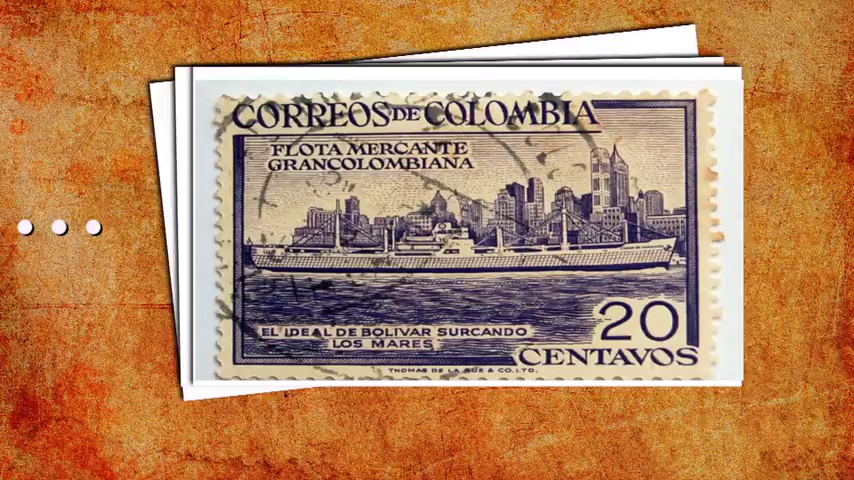 ...
CORREOS DE COLOMBIA
FLOTA MERCANTE
GRANCOLOMBIANA
EL IDEAL DE BOLIVAR SURCANDO
LOS MARES
20
CENTAVOS
THOMAS DE LA RUE & CO. LTD.